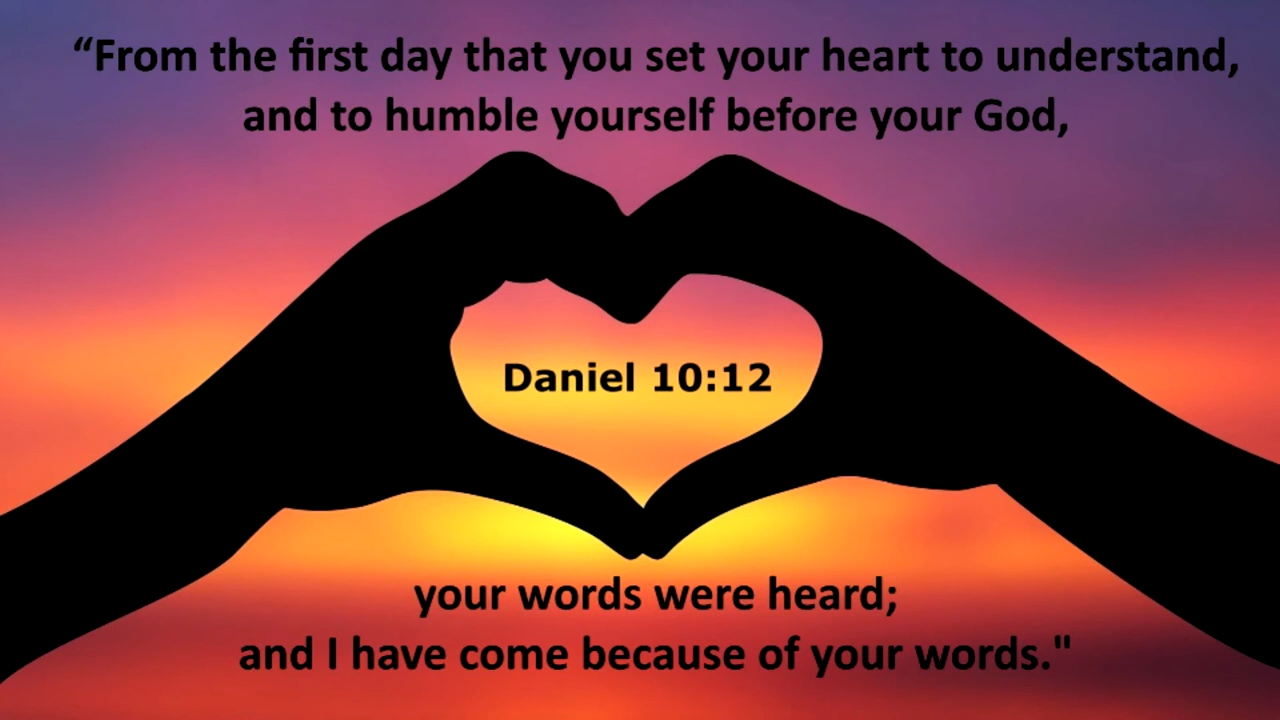 “From the first day that you set your heart to understand,
and to humble yourself before your God,
Daniel 10:12
your words were heard;
and I have come because of your words."